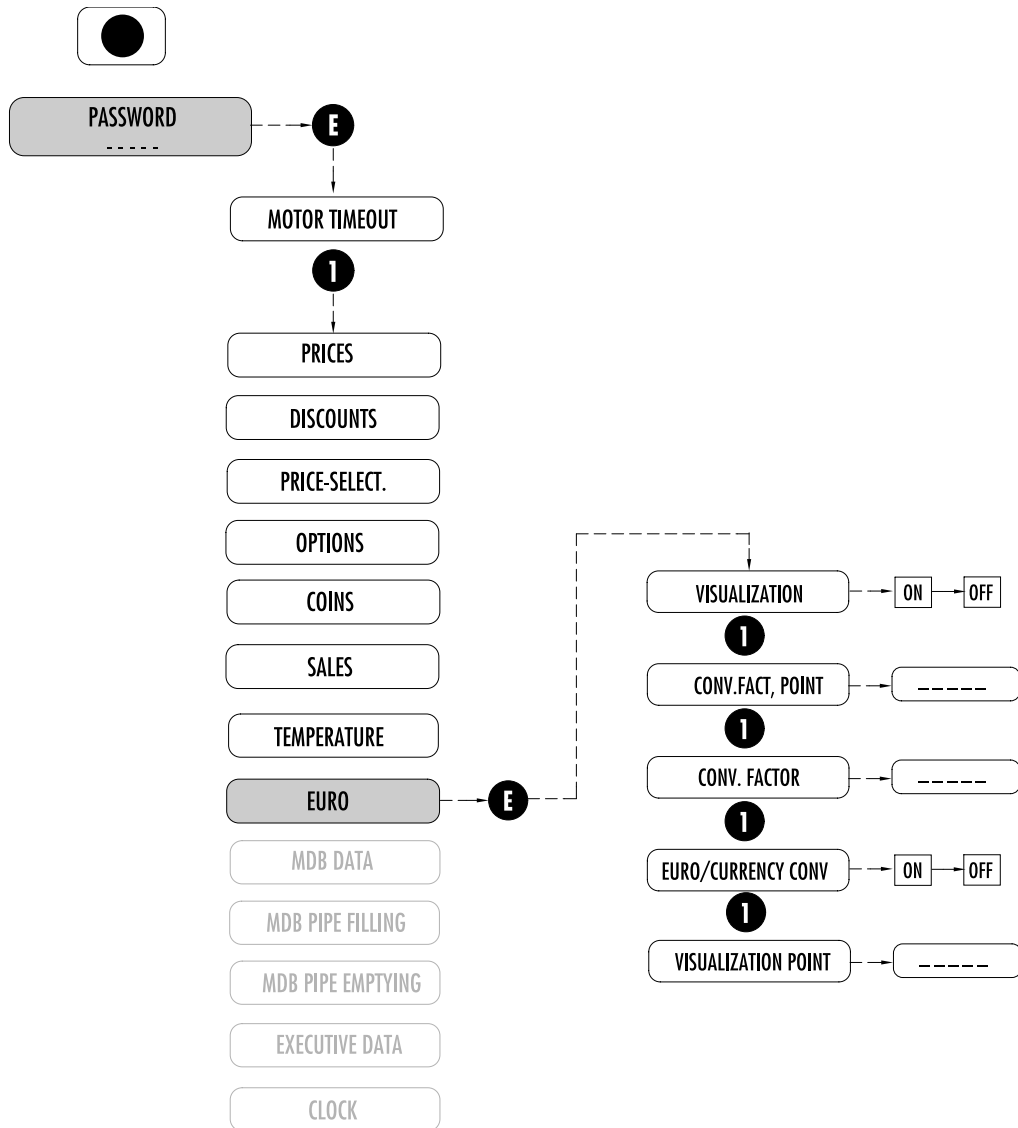 PASSWORD
- - - - -
E
MOTOR TIMEOUT
1
PRICES
DISCOUNTS
PRICE-SELECT.
OPTIONS
COINS
SALES
TEMPERATURE
EURO
E
MDB DATA
MDB PIPE FILLING
MDB PIPE EMPTYING
EXECUTIVE DATA
CLOCK
VISUALIZATION ON OFF
1
CONV.FACT, POINT _ _ _ _ _
1
CONV. FACTOR _ _ _ _ _
1
EURO/CURRENCY CONV ON OFF
1
VISUALIZATION POINT _ _ _ _ _